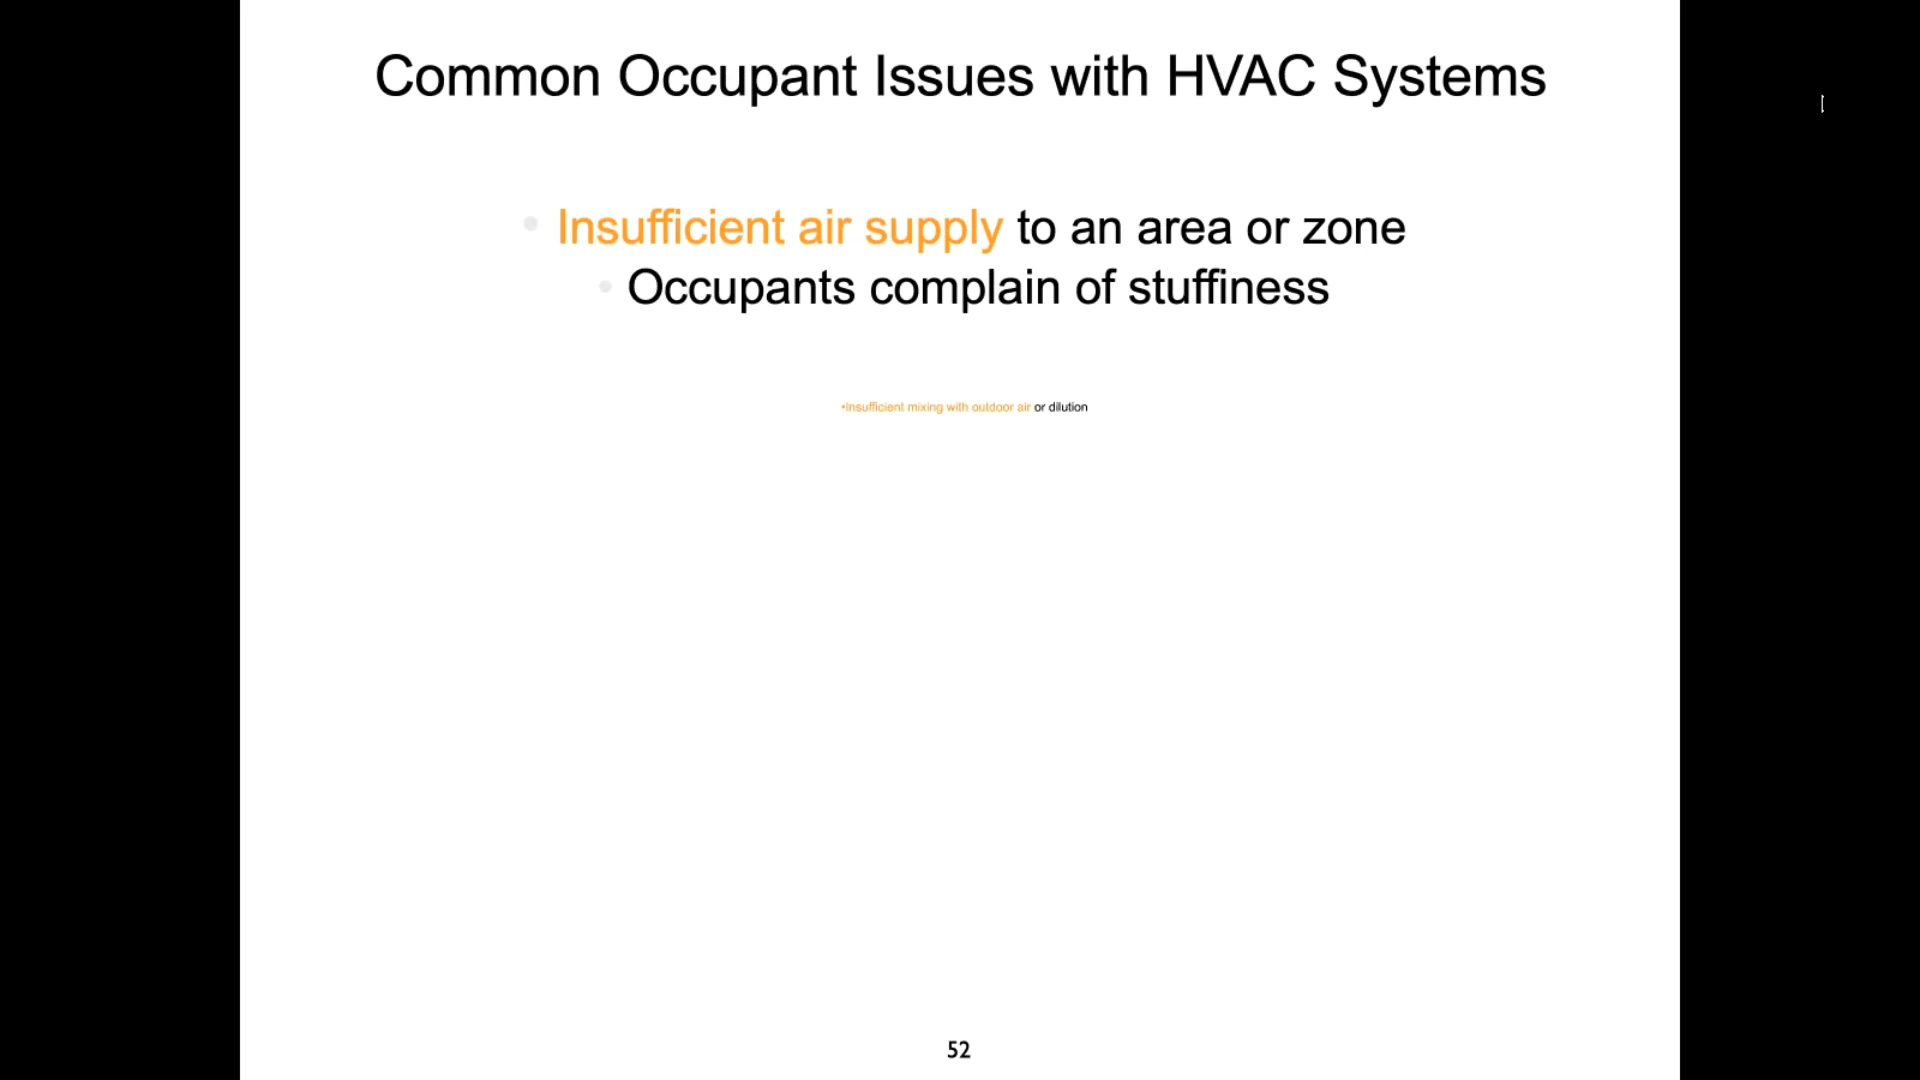 Common Occupant Issues with HVAC Systems
• Insufficient air supply to an area or zone
• Occupants complain of stuffiness
•Insufficient mixing with outdoor air or dilution
52